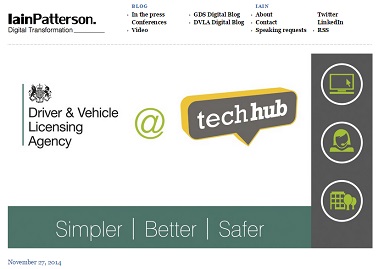 IainPatterson.
Digital Transformation
BLOG
In the press
Conferences
Video
GDS Digital Blog
DVLA Digital Blog
IAIN
About
Contact
Speaking requests
Twitter
LinkedIn
RSS
Driver & Vehicle
Licensing
Agency
@
techhub
Simpler | Better | Safer
November 27, 2014